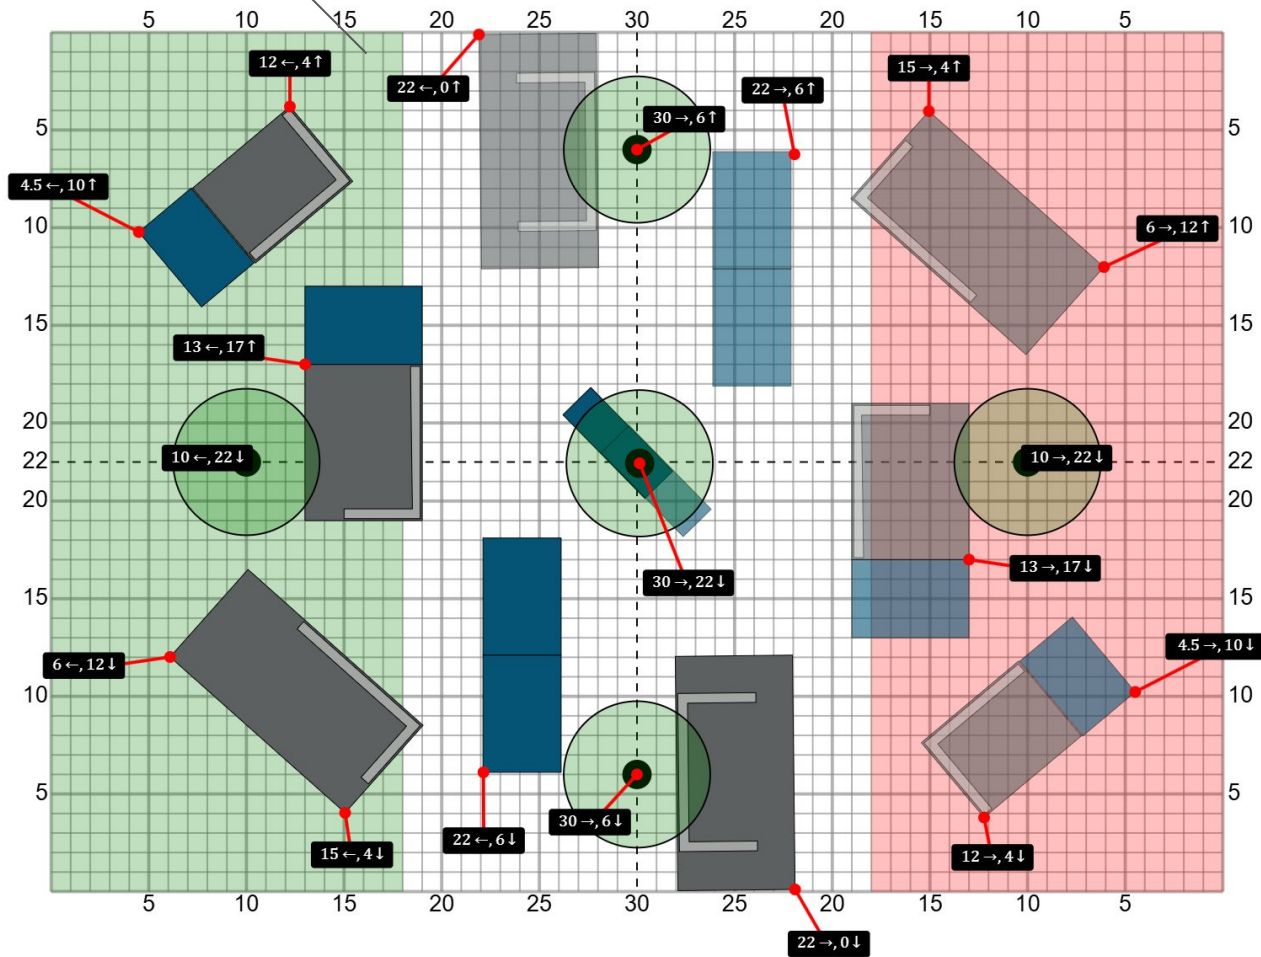 5 10 15 20 25 30 25 20 15 10 5
12 ←, 4↑
22 ←, 0↑
22 →, 6↑
15 →, 4↑
30 →, 6↑
5 5
4.5 ←, 10↑
10 10
6 →, 12↑
15 15
13 ←, 17↑
20 20
10 ←, 22↓
10 →, 22↓
22 22
20 20
13 →, 17↓
30 →, 22↓
15 15
4.5 →, 10↓
6 ←, 12↓
10 10
5 5
30 →, 6↓
22 ←, 6↓
15 ←, 4↓
12 →, 4↓
5 10 15 20 25 30 25 20 15 10 5
22 →, 0↓